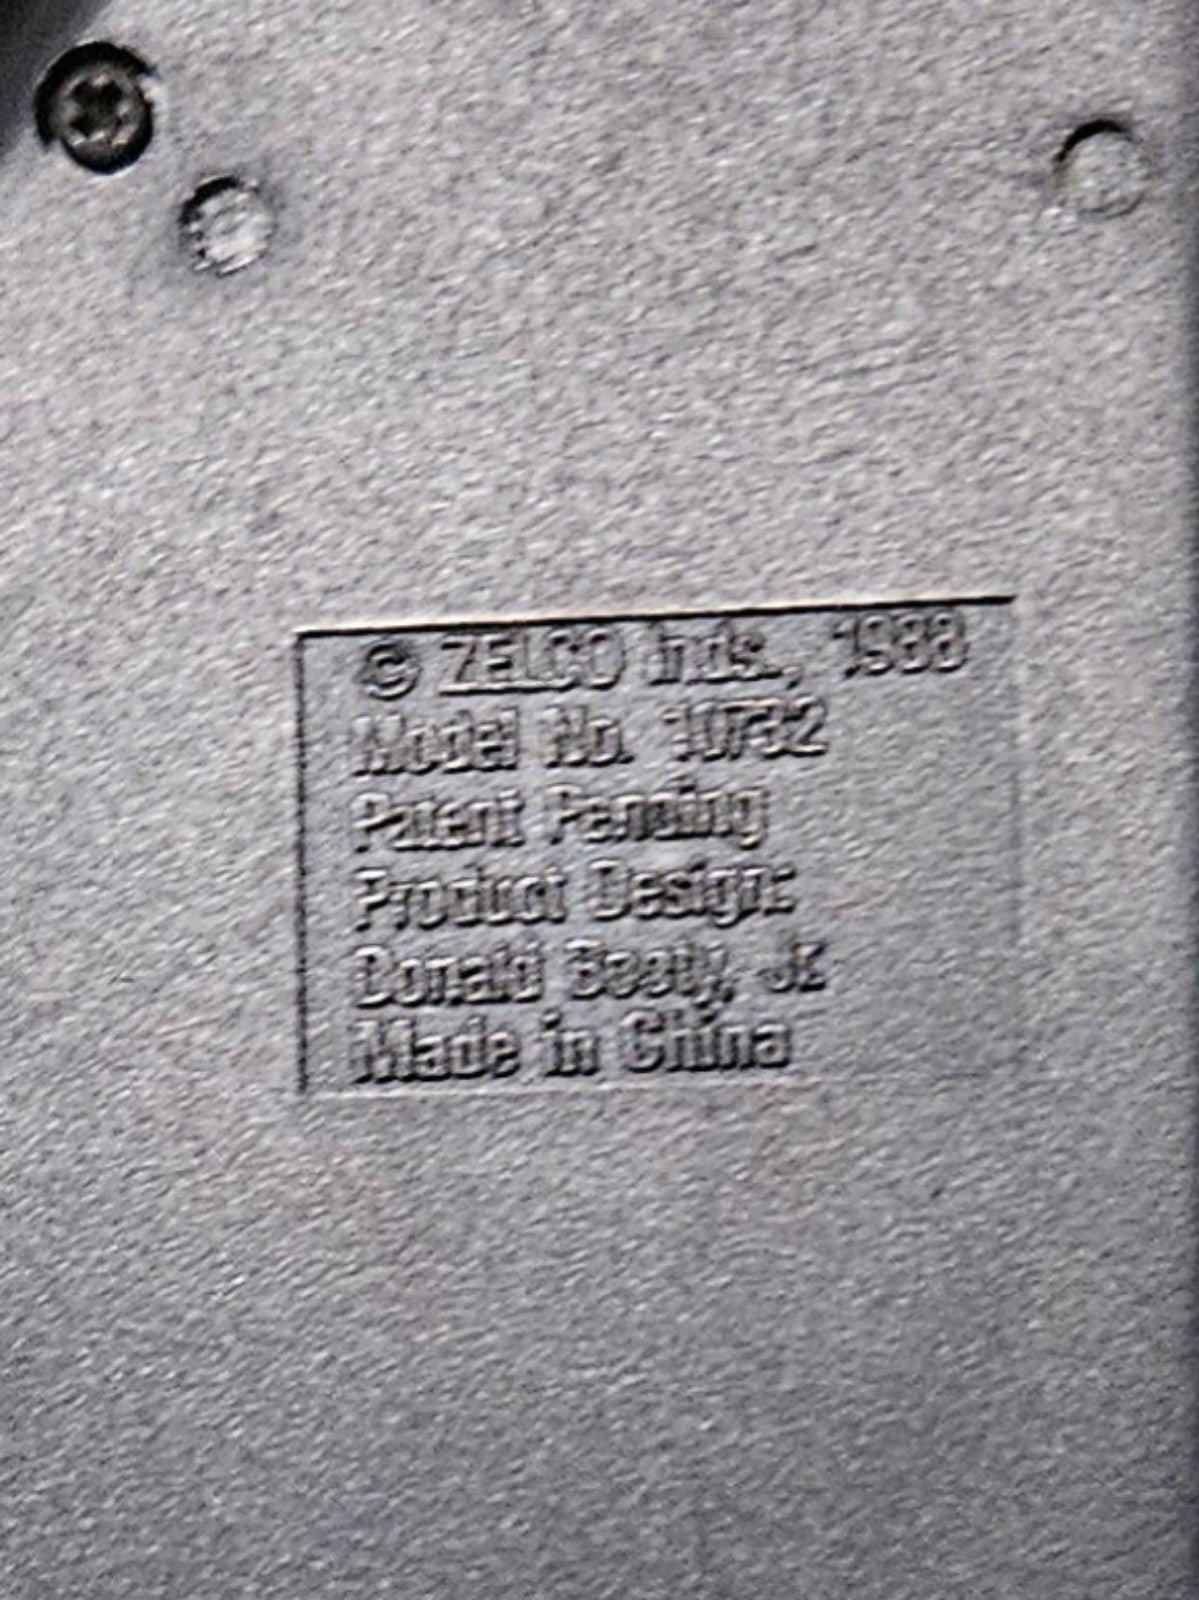 © ZELCO Inds., 1988
Model No. 10732
Patent Pending
Product Design:
Donald Booty, Jr.
Made in China